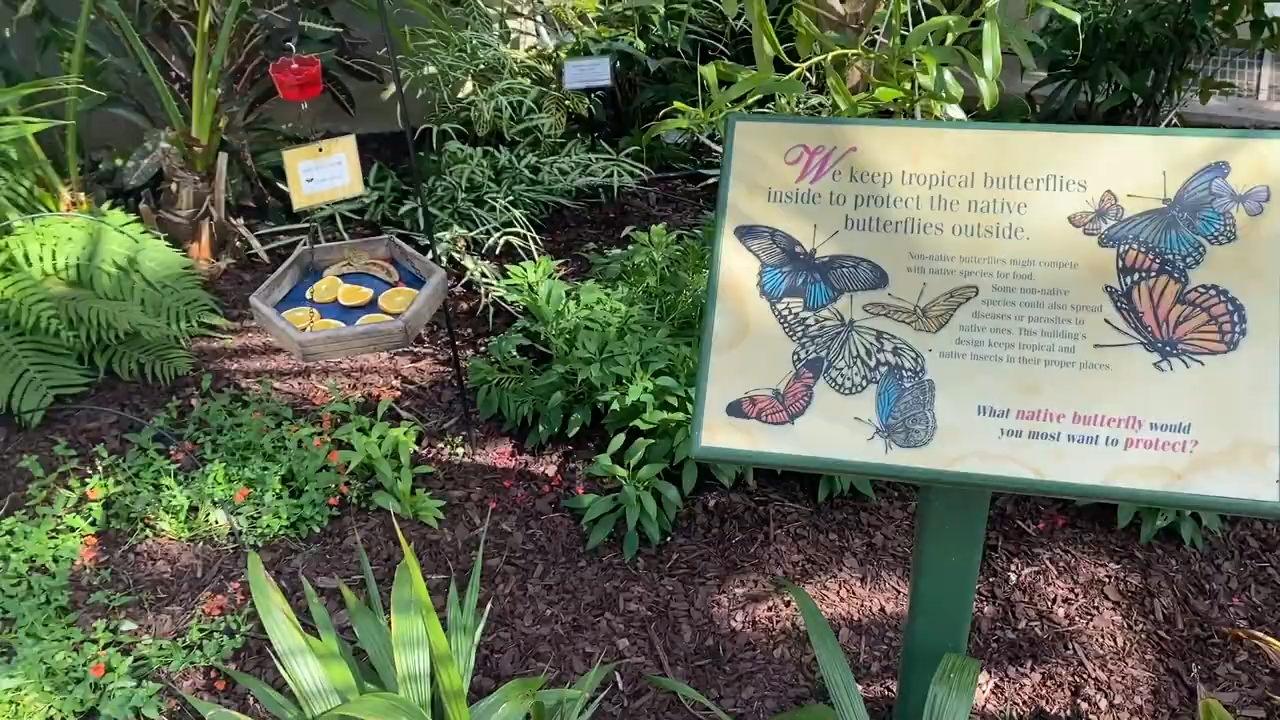 We keep tropical butterflies
inside to protect the native
butterflies outside.
Non-native butterflies might compete
with native species for food.
Some non-native
species could also spread
diseases or parasites to
native ones. This building's
design keeps tropical and
native insects in their proper places.
What native butterfly would
you most want to protect?